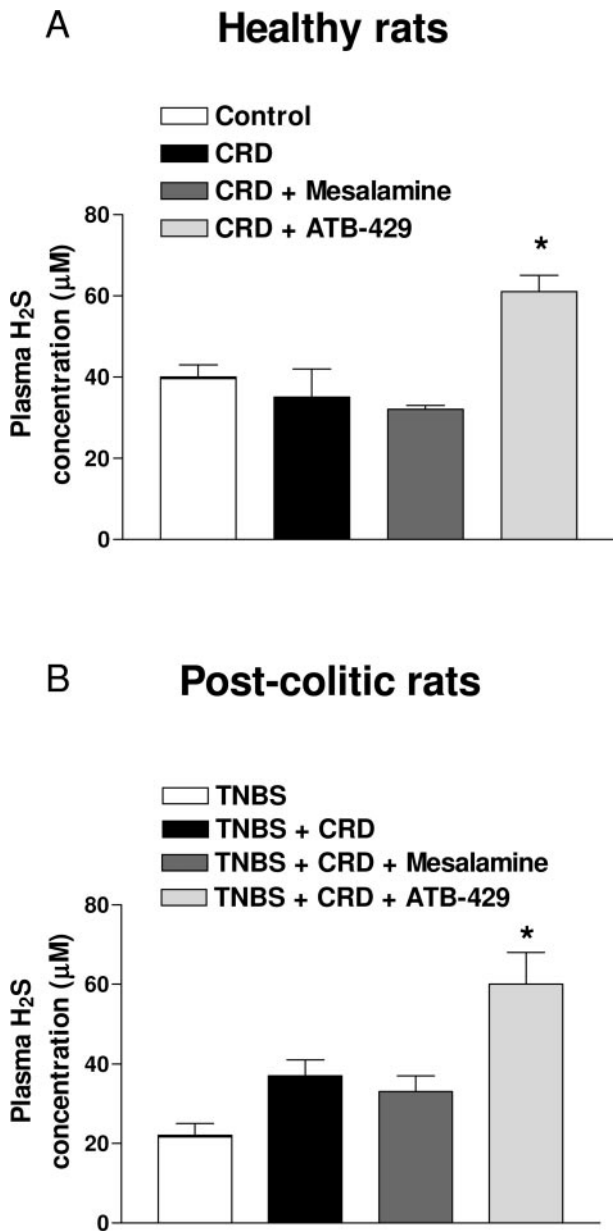 A Healthy rats
Control
CRD
CRD + Mesalamine
CRD + ATB-429
80
60
40
20
0
Plasma H₂S
concentration (μM)
*
B Post-colitic rats
TNBS
TNBS + CRD
TNBS + CRD + Mesalamine
TNBS + CRD + ATB-429
80
60
40
20
0
Plasma H₂S
concentration (μM)
*